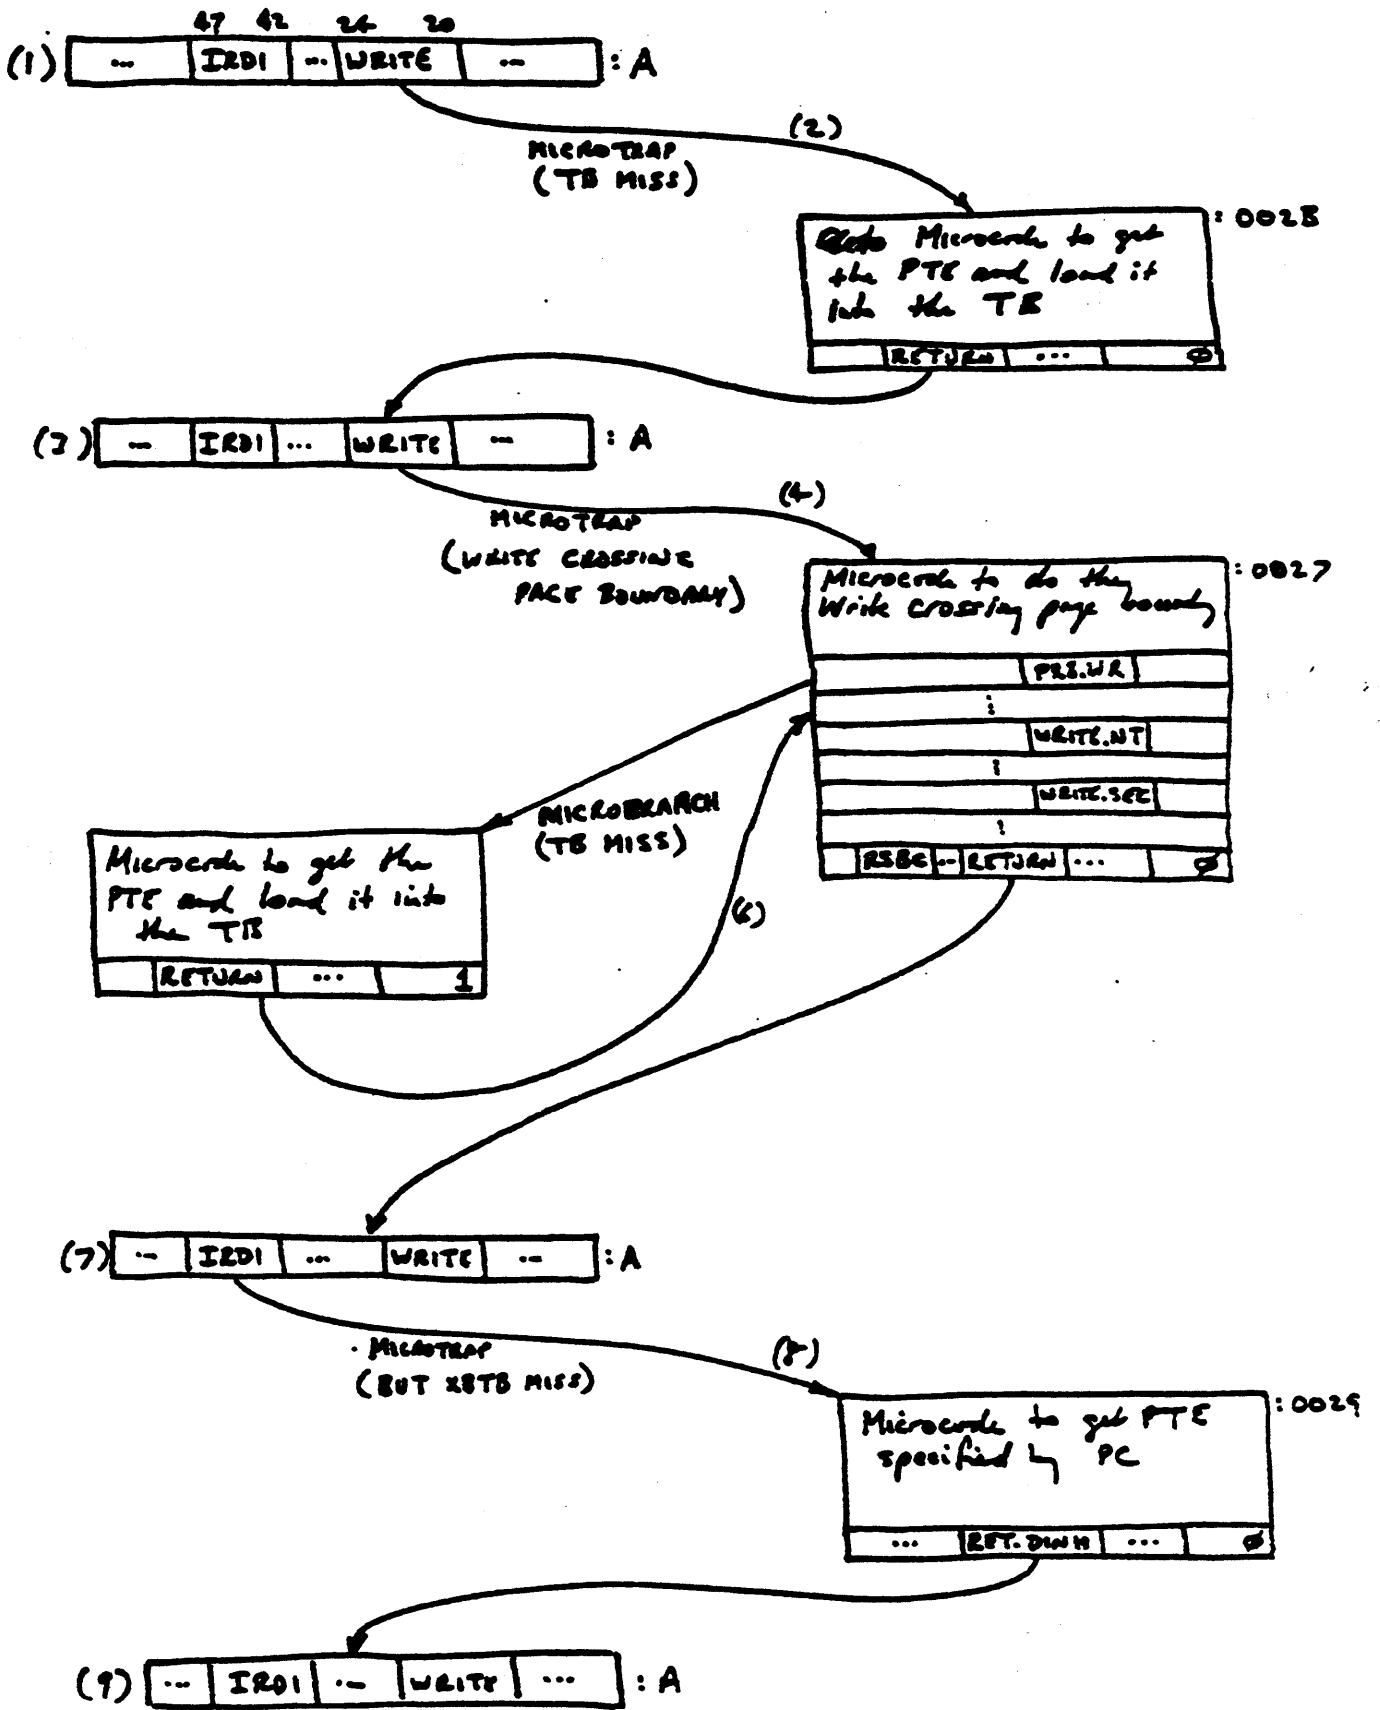 47 42 24 20
(1) ... IRD1 ... WRITE ... : A
(2)
MICROTRAP
(TB MISS)
: 002B
Microcode to get
the PTE and load it
into the TB
RETURN ... Ø
(3) ... IRD1 ... WRITE ... : A
(4)
MICROTRAP
(WRITE CROSSING
PAGE BOUNDARY)
: 0027
Microcode to do the
Write crossing page boundary
PRB.WR
⋮
WRITE.NT
⋮
WRITE.SEC
⋮
RSBC ... RETURN ... Ø
MICROBRANCH
(TB MISS)
Microcode to get the
PTE and load it into
the TB
RETURN ... 1
(6)
(7) ... IRD1 ... WRITE ... : A
MICROTRAP
(BUT XBTB MISS)
(8)
: 0029
Microcode to get PTE
specified by PC
... RET.DINH ... Ø
(9) ... IRD1 ... WRITE ... : A